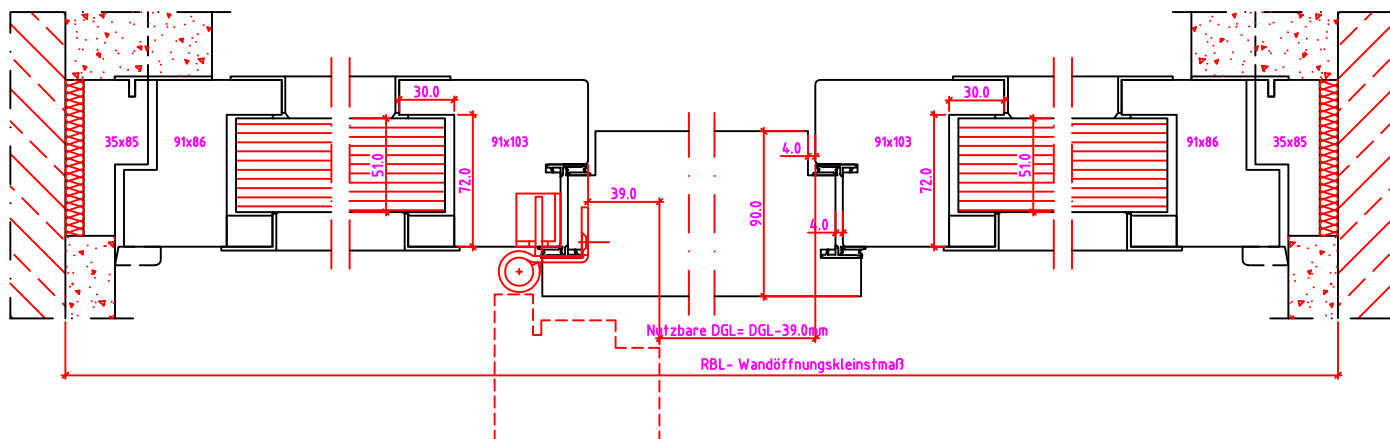 30.0
30.0
35x85
91x86
51.0
72.0
91x103
4.0
91x103
72.0
51.0
91x86
35x85
39.0
90.0
4.0
Nutzbare DGL= DGL-39.0mm
RBL- Wandöffnungskleinstmaß